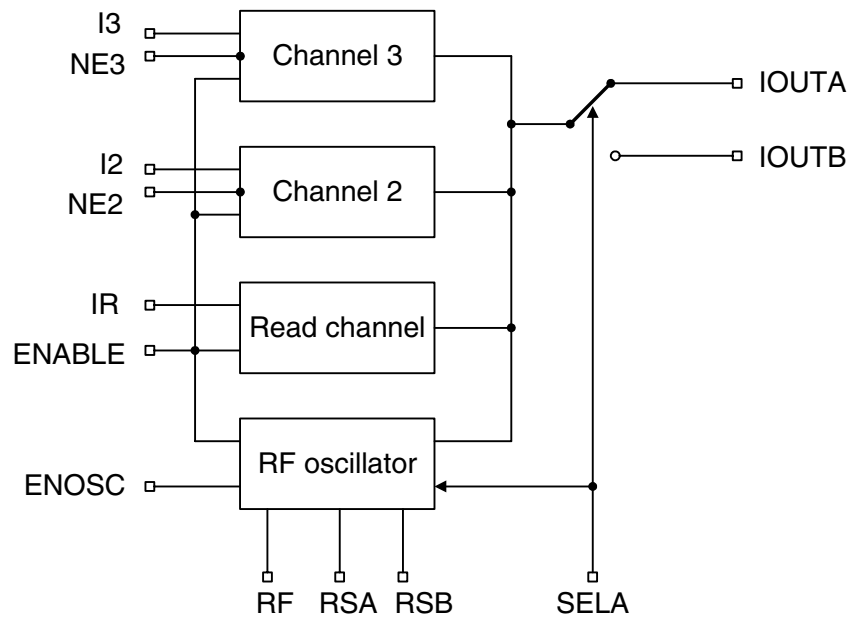 I3
Channel 3
NE3
IOUTA
I2
Channel 2
NE2
IOUTB
IR
Read channel
ENABLE
RF oscillator
ENOSC
RF
RSA
RSB
SELA